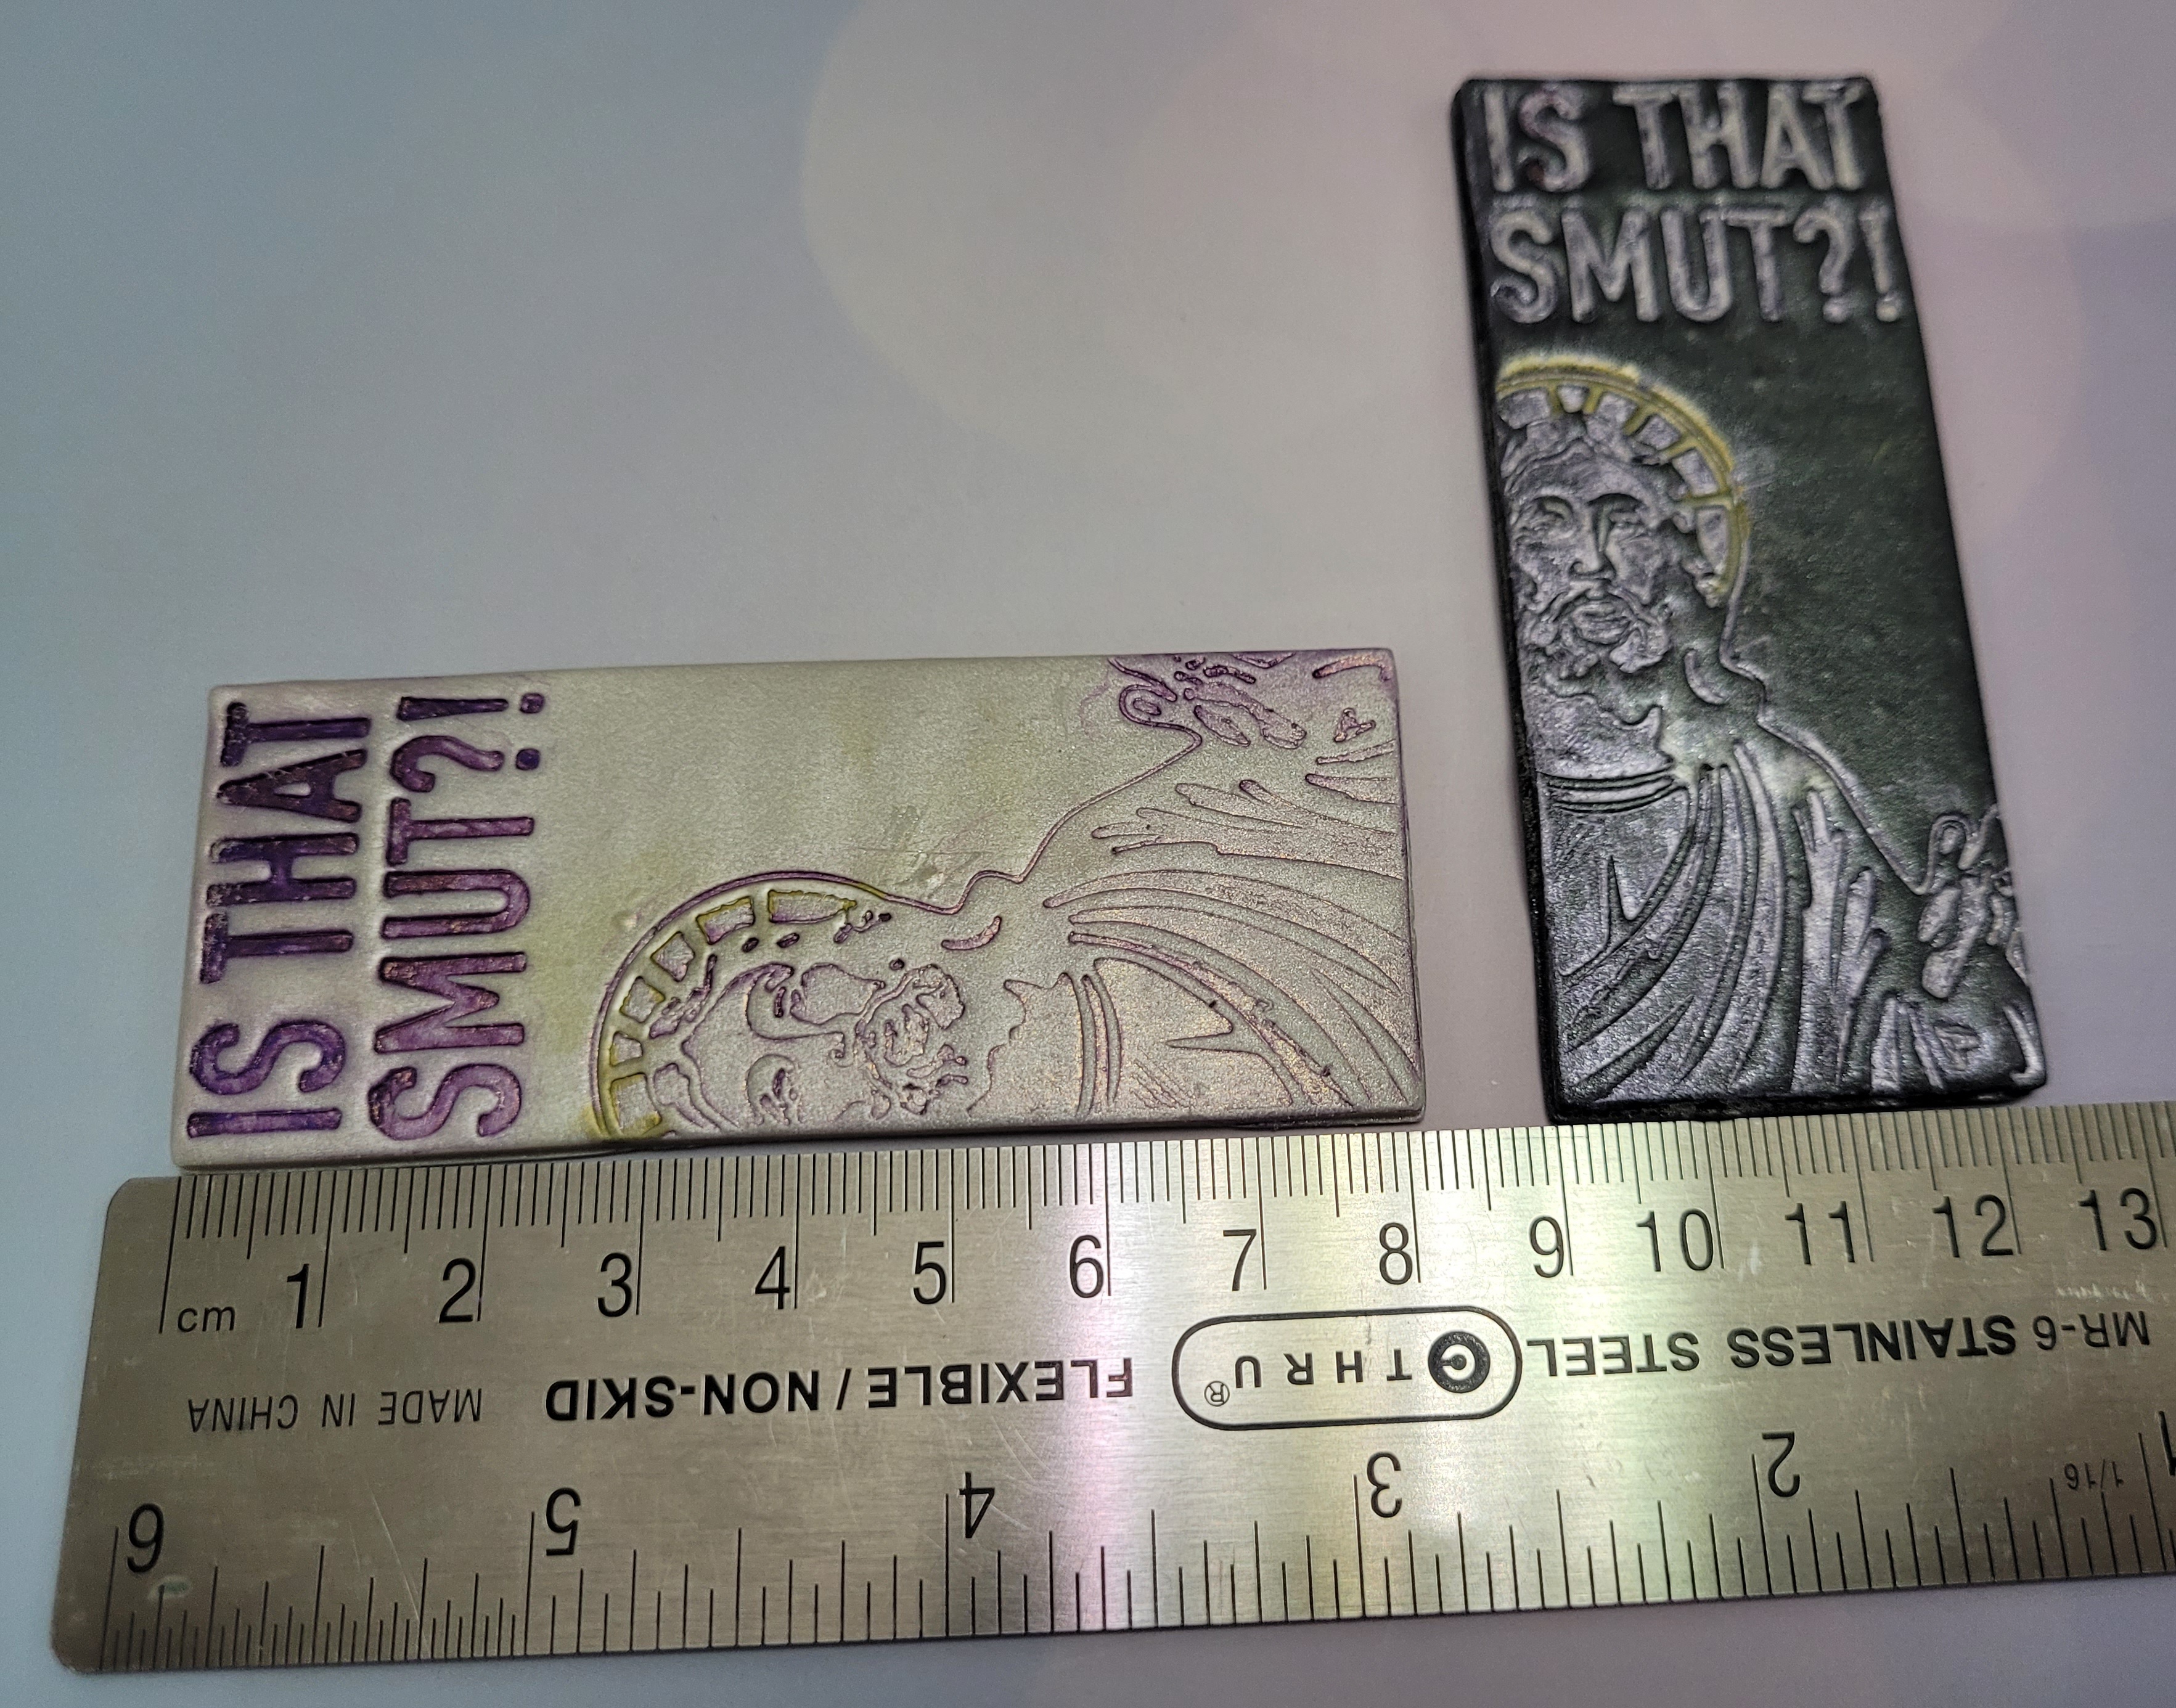 IS THAT
SMUT?!
IS THAT
SMUT?!
cm 1 2 3 4 5 6 7 8 9 10 11 12 13
MR-6 STAINLESS STEEL C THRU® FLEXIBLE / NON-SKID MADE IN CHINA
1/16 1 2 3 4 5 6